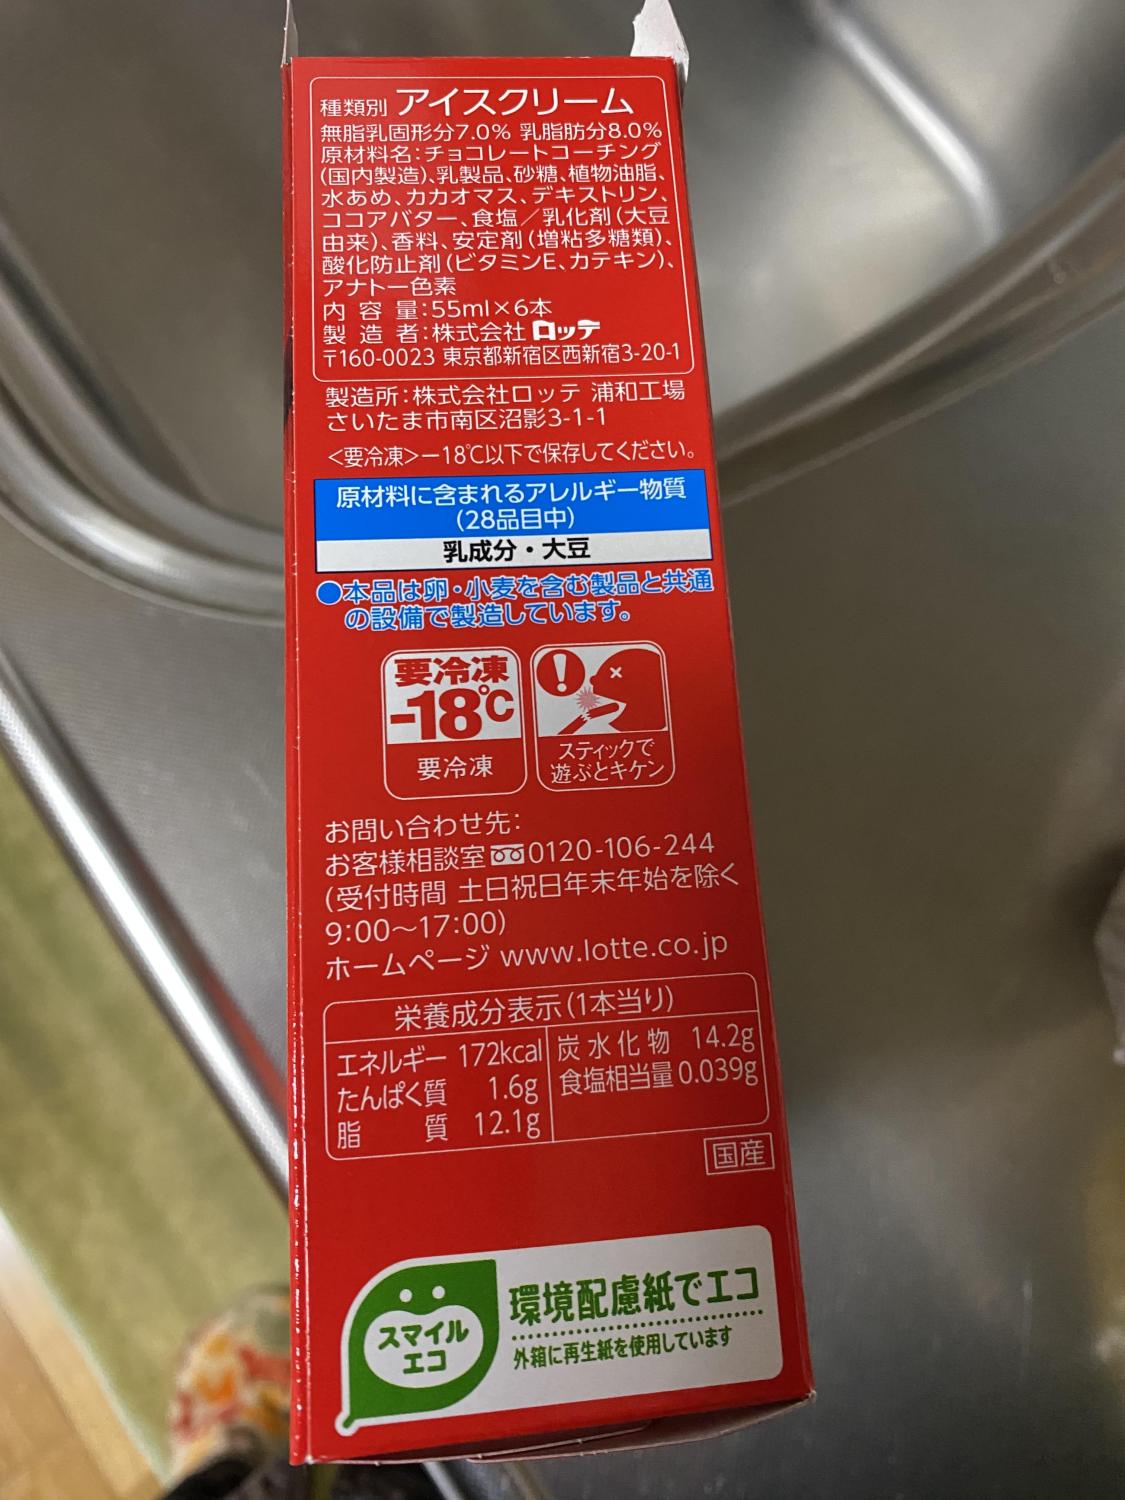 種類別 アイスクリーム
無脂乳固形分7.0% 乳脂肪分8.0%
原材料名:チョコレートコーチング
(国内製造)、乳製品、砂糖、植物油脂、
水あめ、カカオマス、デキストリン、
ココアバター、食塩/乳化剤(大豆
由来)、香料、安定剤(増粘多糖類)、
酸化防止剤(ビタミンE、カテキン)、
アナトー色素
内容量:55ml×6本
製造者:株式会社 ロッテ
〒160-0023 東京都新宿区西新宿3-20-1
製造所:株式会社ロッテ 浦和工場
さいたま市南区沼影3-1-1
<要冷凍>-18℃以下で保存してください。
原材料に含まれるアレルギー物質
(28品目中)
乳成分・大豆
●本品は卵・小麦を含む製品と共通
の設備で製造しています。
要冷凍
-18℃
要冷凍
スティックで
遊ぶとキケン
お問い合わせ先:
お客様相談室 0120-106-244
(受付時間 土日祝日年末年始を除く
9:00〜17:00)
ホームページ www.lotte.co.jp
栄養成分表示(1本当り)
エネルギー 172kcal 炭水化物 14.2g
たんぱく質 1.6g 食塩相当量 0.039g
脂質 12.1g
国産
スマイル
エコ
環境配慮紙でエコ
外箱に再生紙を使用しています